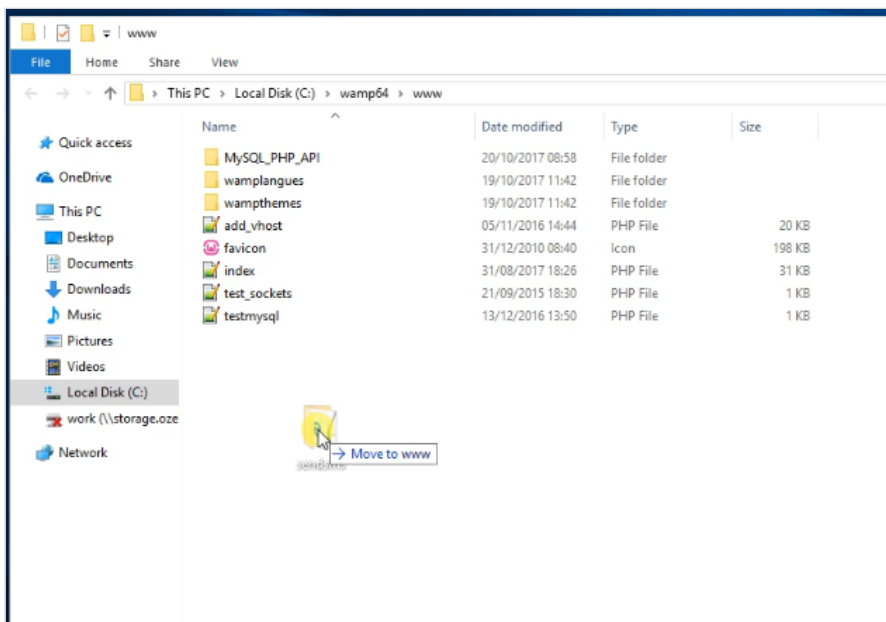 www
File Home Share View
This PC > Local Disk (C:) > wamp64 > www
Name Date modified Type Size
Quick access
OneDrive
This PC
Desktop
Documents
Downloads
Music
Pictures
Videos
Local Disk (C:)
work (\\storage.oze
Network
MySQL_PHP_API 20/10/2017 08:58 File folder
wamplangues 19/10/2017 11:42 File folder
wampthemes 19/10/2017 11:42 File folder
add_vhost 05/11/2016 14:44 PHP File 20 KB
favicon 31/12/2010 08:40 Icon 198 KB
index 31/08/2017 18:26 PHP File 31 KB
test_sockets 21/09/2015 18:30 PHP File 1 KB
testmysql 13/12/2016 13:50 PHP File 1 KB
Move to www